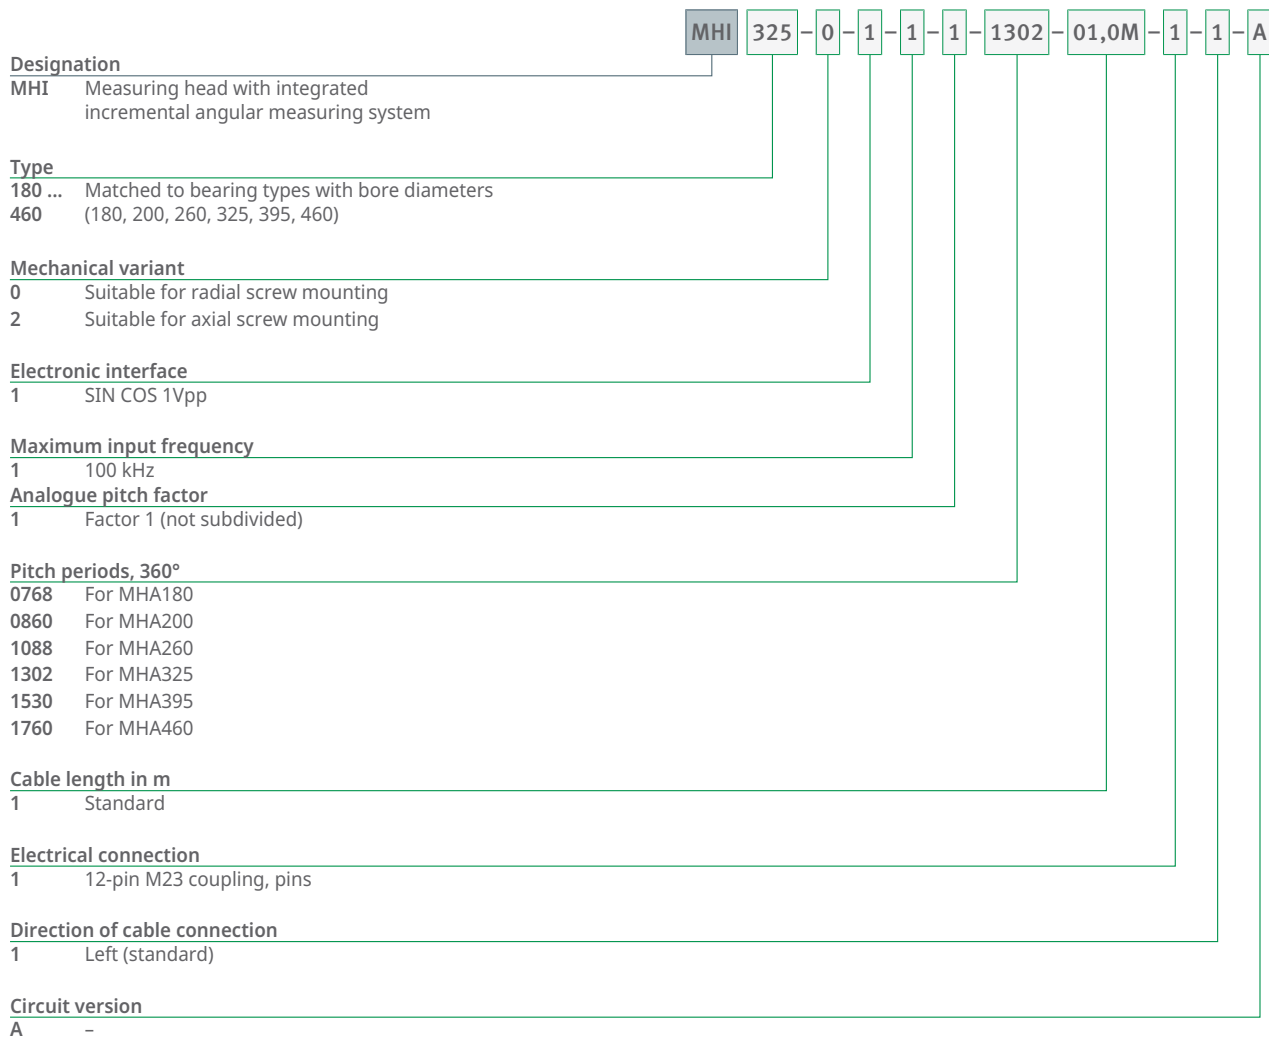 MHI 325 – 0 – 1 – 1 – 1 – 1302 – 01,0M – 1 – 1 – A
Designation
MHI Measuring head with integrated
incremental angular measuring system
Type
180 ... Matched to bearing types with bore diameters
460 (180, 200, 260, 325, 395, 460)
Mechanical variant
0 Suitable for radial screw mounting
2 Suitable for axial screw mounting
Electronic interface
1 SIN COS 1Vpp
Maximum input frequency
1 100 kHz
Analogue pitch factor
1 Factor 1 (not subdivided)
Pitch periods, 360°
0768 For MHA180
0860 For MHA200
1088 For MHA260
1302 For MHA325
1530 For MHA395
1760 For MHA460
Cable length in m
1 Standard
Electrical connection
1 12-pin M23 coupling, pins
Direction of cable connection
1 Left (standard)
Circuit version
A –